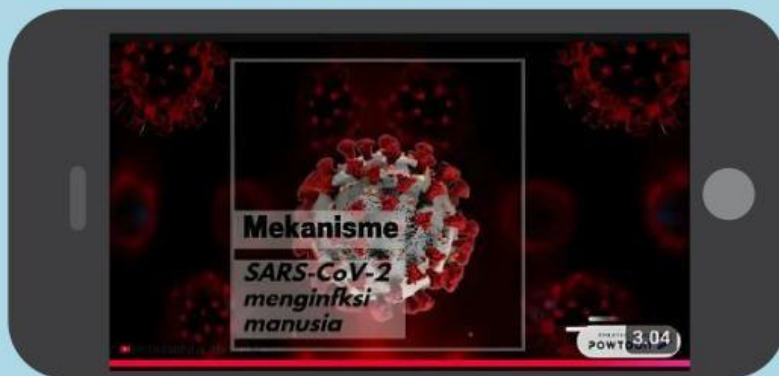 Mekanisme
SARS-CoV-2
menginfksi
manusia
3.04
POWTOON